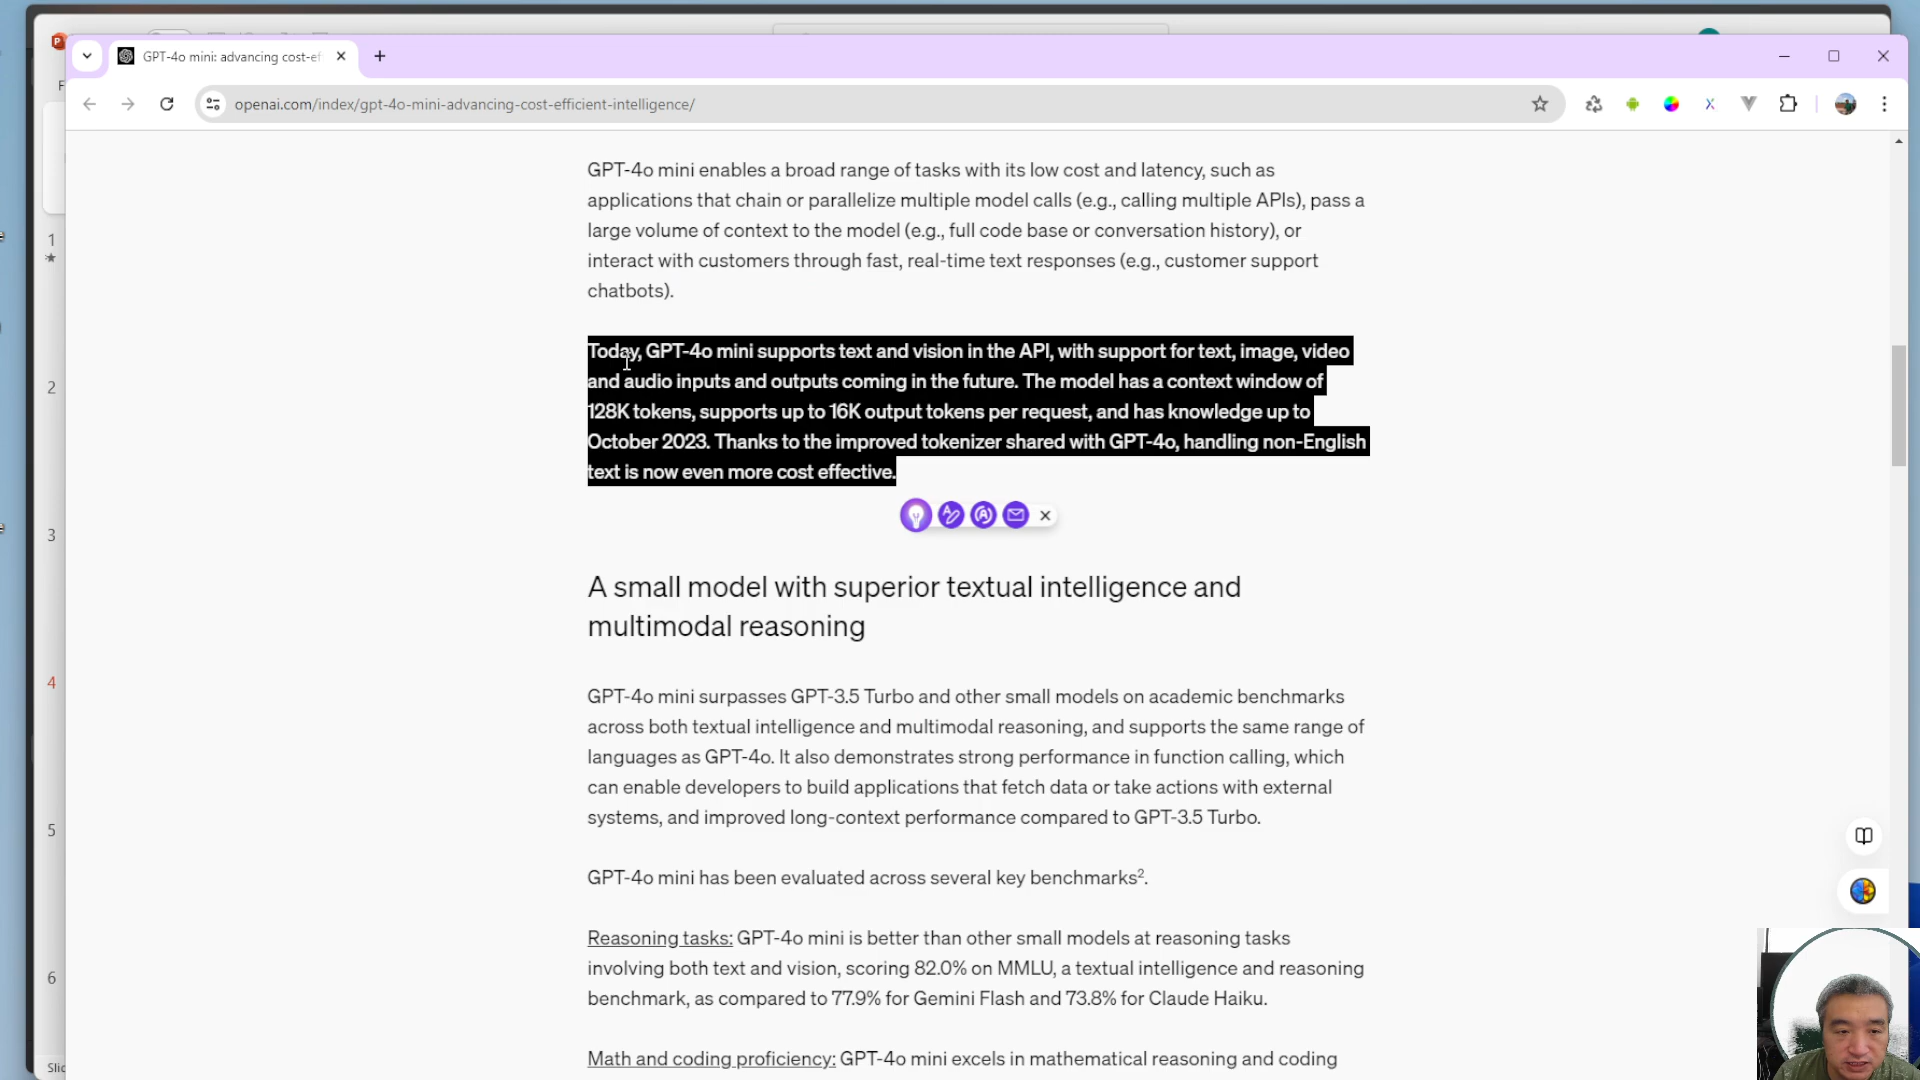 GPT-4o mini: advancing cost-ef
openai.com/index/gpt-4o-mini-advancing-cost-efficient-intelligence/
GPT-4o mini enables a broad range of tasks with its low cost and latency, such as
applications that chain or parallelize multiple model calls (e.g., calling multiple APIs), pass a
large volume of context to the model (e.g., full code base or conversation history), or
interact with customers through fast, real-time text responses (e.g., customer support
chatbots).
Today, GPT-4o mini supports text and vision in the API, with support for text, image, video
and audio inputs and outputs coming in the future. The model has a context window of
128K tokens, supports up to 16K output tokens per request, and has knowledge up to
October 2023. Thanks to the improved tokenizer shared with GPT-4o, handling non-English
text is now even more cost effective.
A small model with superior textual intelligence and
multimodal reasoning
GPT-4o mini surpasses GPT-3.5 Turbo and other small models on academic benchmarks
across both textual intelligence and multimodal reasoning, and supports the same range of
languages as GPT-4o. It also demonstrates strong performance in function calling, which
can enable developers to build applications that fetch data or take actions with external
systems, and improved long-context performance compared to GPT-3.5 Turbo.
GPT-4o mini has been evaluated across several key benchmarks².
Reasoning tasks: GPT-4o mini is better than other small models at reasoning tasks
involving both text and vision, scoring 82.0% on MMLU, a textual intelligence and reasoning
benchmark, as compared to 77.9% for Gemini Flash and 73.8% for Claude Haiku.
Math and coding proficiency: GPT-4o mini excels in mathematical reasoning and coding
1
2
3
4
5
6
Slid